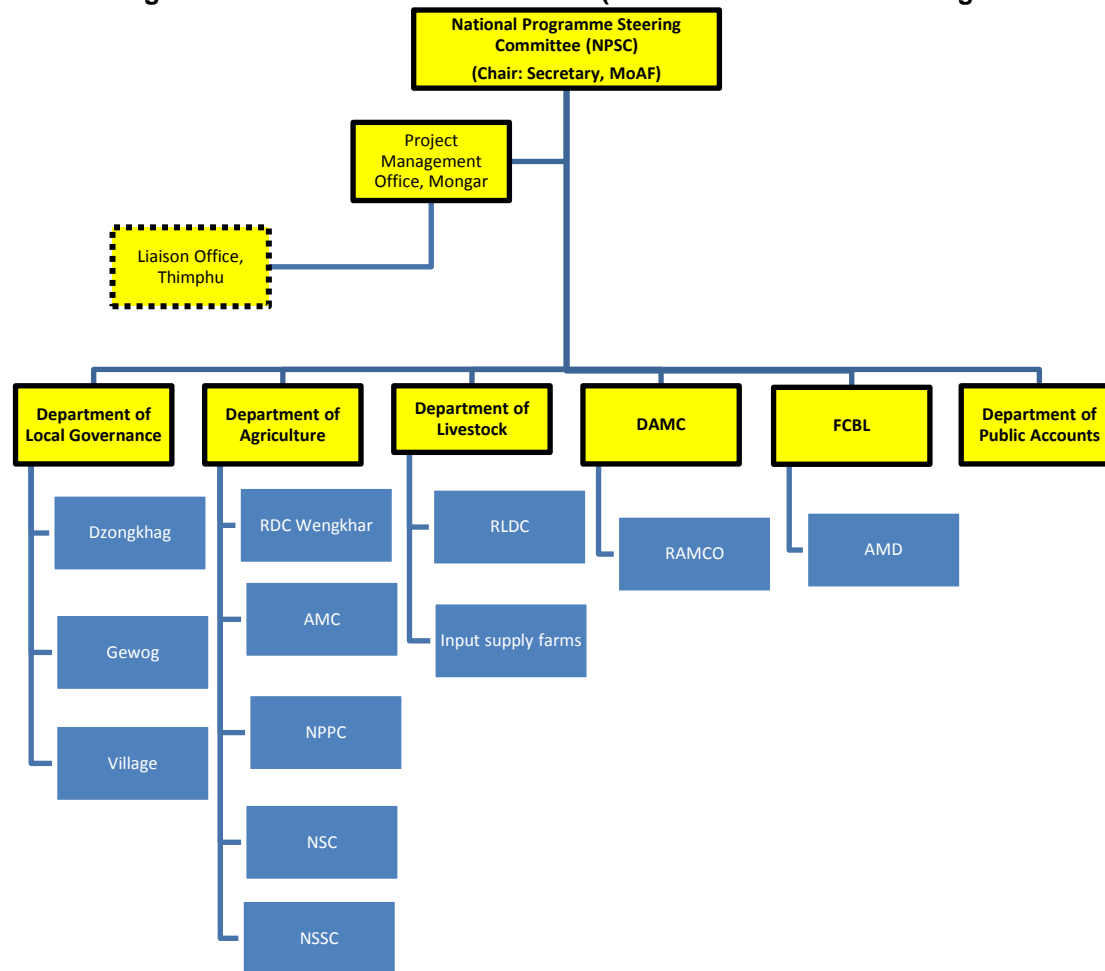 National Programme Steering
Committee (NPSC)
(Chair: Secretary, MoAF)
Project
Management
Office, Mongar
Liaison Office,
Thimphu
Department of
Local Governance
Department of
Agriculture
Department of
Livestock
DAMC
FCBL
Department of
Public Accounts
Dzongkhag
Gewog
Village
RDC Wengkhar
AMC
NPPC
NSC
NSSC
RLDC
Input supply farms
RAMCO
AMD